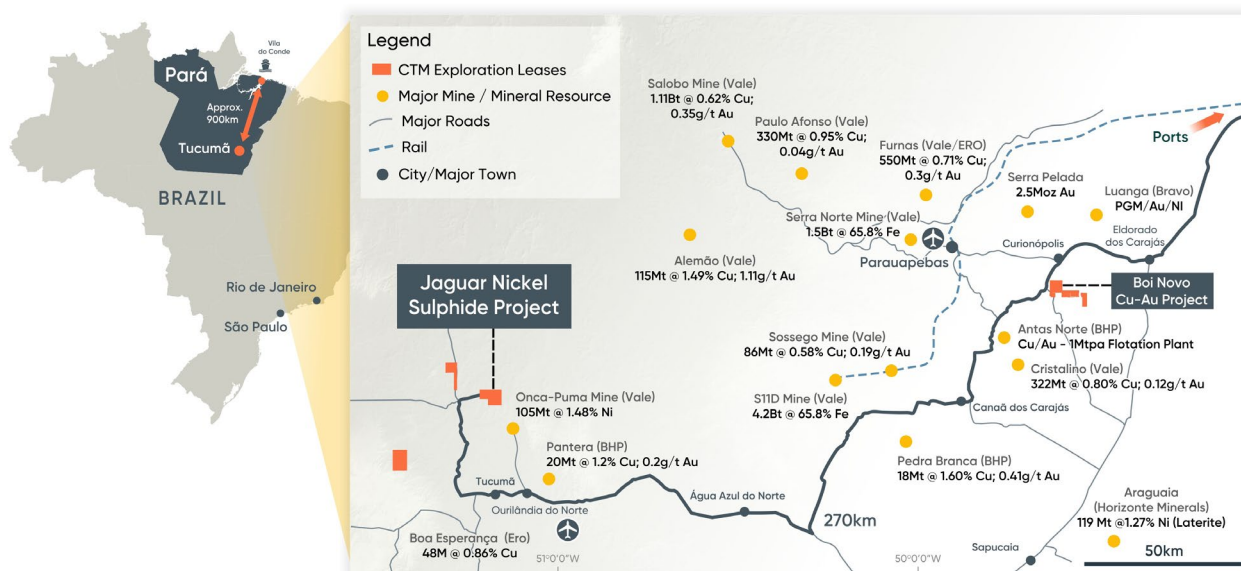 Vila
do Conde
Pará
Approx.
900km
Tucumã
BRAZIL
Rio de Janeiro
São Paulo
Legend
CTM Exploration Leases
Major Mine / Mineral Resource
Major Roads
Rail
City/Major Town
Salobo Mine (Vale)
1.11Bt @ 0.62% Cu;
0.35g/t Au
Paulo Afonso (Vale)
330Mt @ 0.95% Cu;
0.04g/t Au
Furnas (Vale/ERO)
550Mt @ 0.71% Cu;
0.3g/t Au
Ports
Serra Pelada
2.5Moz Au
Luanga (Bravo)
PGM/Au/NI
Serra Norte Mine (Vale)
1.5Bt @ 65.8% Fe
Parauapebas
Curionópolis
Eldorado
dos Carajás
Alemão (Vale)
115Mt @ 1.49% Cu; 1.11g/t Au
Jaguar Nickel
Sulphide Project
Boi Novo
Cu-Au Project
Sossego Mine (Vale)
86Mt @ 0.58% Cu; 0.19g/t Au
Antas Norte (BHP)
Cu/Au - 1Mtpa Flotation Plant
Cristalino (Vale)
322Mt @ 0.80% Cu; 0.12g/t Au
S11D Mine (Vale)
4.2Bt @ 65.8% Fe
Canaã dos Carajás
Onca-Puma Mine (Vale)
105Mt @ 1.48% Ni
Pantera (BHP)
20Mt @ 1.2% Cu; 0.2g/t Au
Pedra Branca (BHP)
18Mt @ 1.60% Cu; 0.41g/t Au
Tucumã
Ourilândia do Norte
Água Azul do Norte
270km
Araguaia
(Horizonte Minerals)
119 Mt @1.27% Ni (Laterite)
Boa Esperança (Ero)
48M @ 0.86% Cu
51°0'0"W
50°0'0"W
Sapucaia
50km